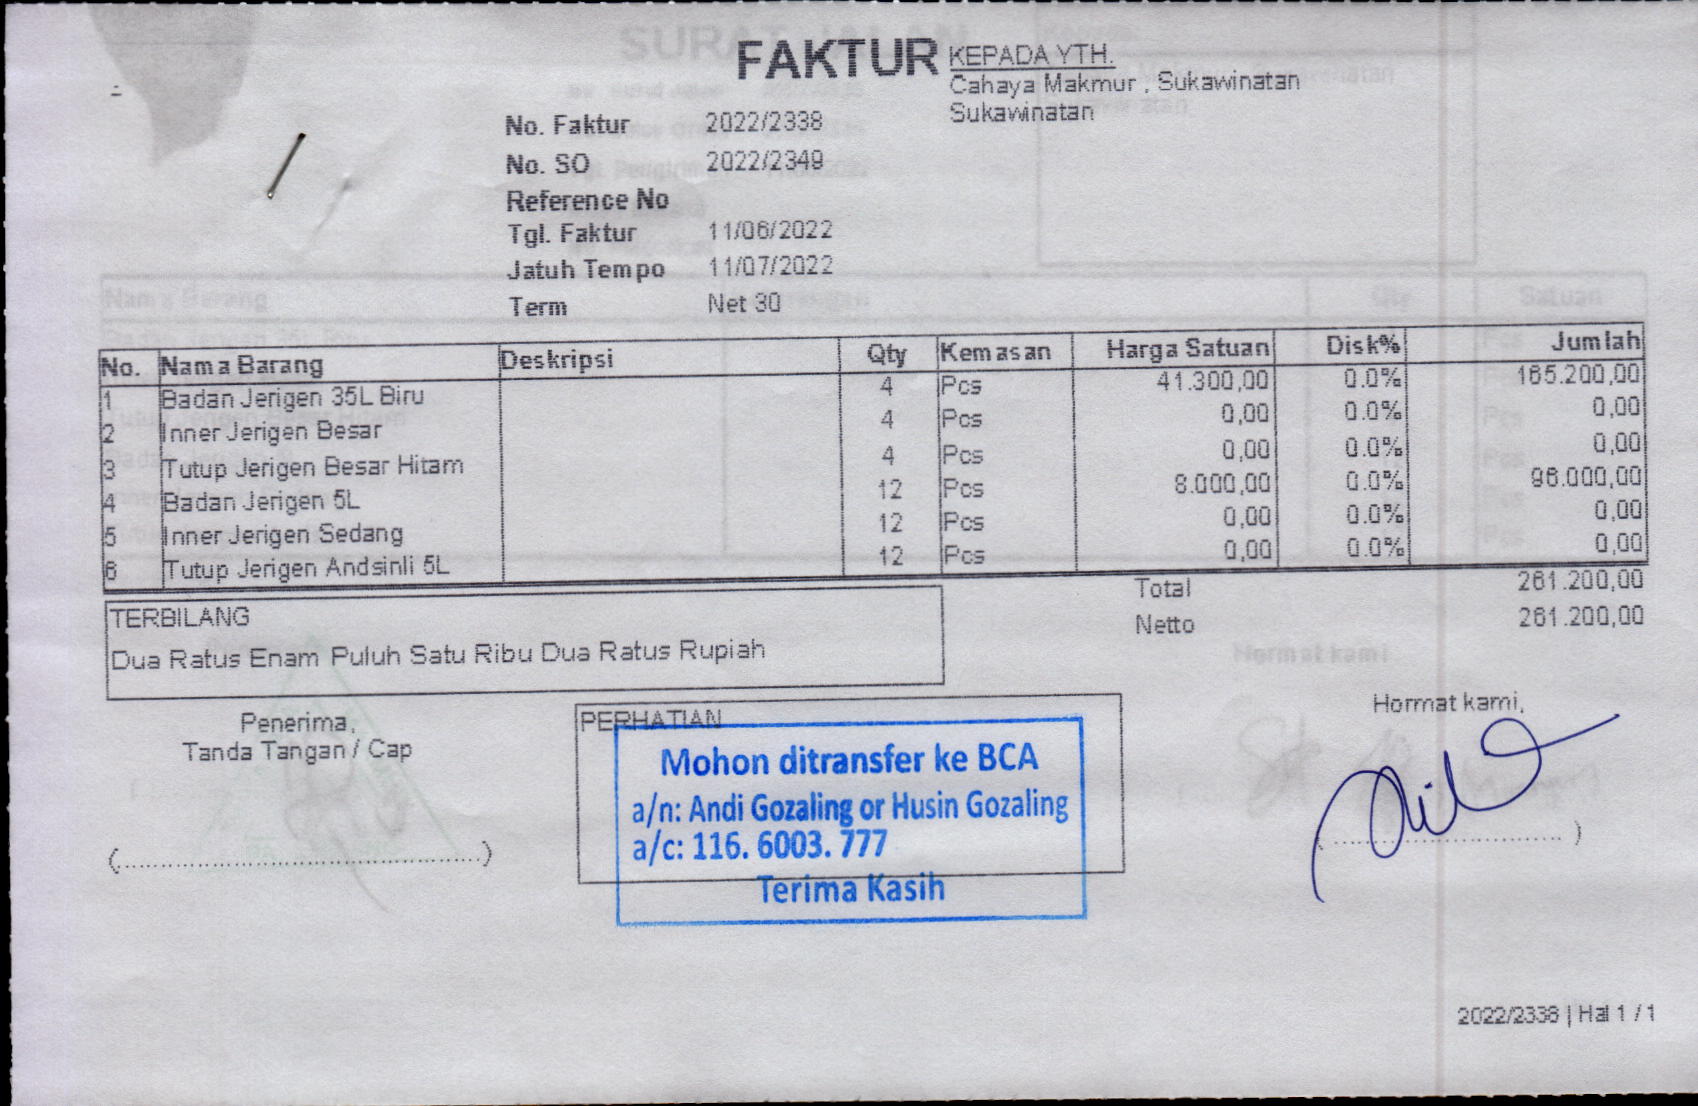 FAKTUR
KEPADA YTH.
Cahaya Makmur , Sukawinatan
Sukawinatan
No. Faktur 2022/2338
No. SO 2022/2349
Reference No
Tgl. Faktur 11/06/2022
Jatuh Tempo 11/07/2022
Term Net 30
No. Nama Barang Deskripsi Qty Kemasan Harga Satuan Disk% Jumlah
1 Badan Jerigen 35L Biru 4 Pcs 41.300,00 0.0% 165.200,00
2 Inner Jerigen Besar 4 Pcs 0,00 0.0% 0,00
3 Tutup Jerigen Besar Hitam 4 Pcs 0,00 0.0% 0,00
4 Badan Jerigen 5L 12 Pcs 8.000,00 0.0% 96.000,00
5 Inner Jerigen Sedang 12 Pcs 0,00 0.0% 0,00
6 Tutup Jerigen Andsinli 5L 12 Pcs 0,00 0.0% 0,00
Total 261.200,00
Netto 261.200,00
TERBILANG
Dua Ratus Enam Puluh Satu Ribu Dua Ratus Rupiah
Penerima,
Tanda Tangan / Cap
(..................................................)
PERHATIAN
Mohon ditransfer ke BCA
a/n: Andi Gozaling or Husin Gozaling
a/c: 116. 6003. 777
Terima Kasih
Hormat kami,
(................................)
2022/2338 | Hal 1 / 1